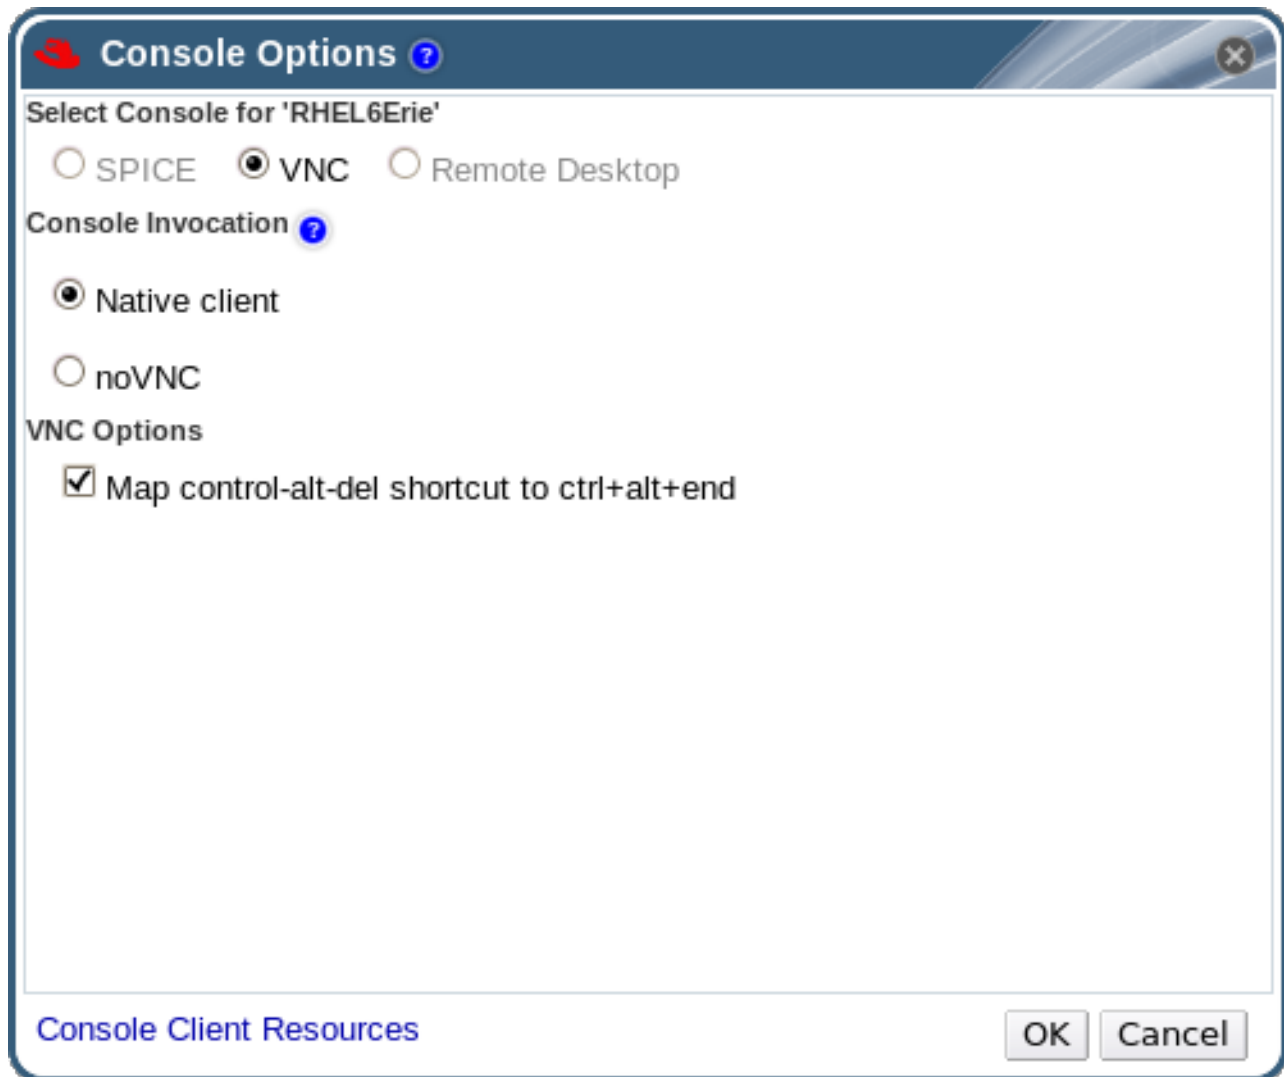 Console Options ?
Select Console for 'RHEL6Erie'
SPICE VNC Remote Desktop
Console Invocation ?
Native client
noVNC
VNC Options
Map control-alt-del shortcut to ctrl+alt+end
Console Client Resources OK Cancel